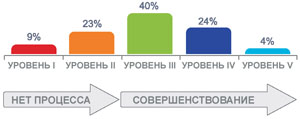 40%
23%
24%
9%
4%
УРОВЕНЬ I УРОВЕНЬ II УРОВЕНЬ III УРОВЕНЬ IV УРОВЕНЬ V
НЕТ ПРОЦЕССА СОВЕРШЕНСТВОВАНИЕ